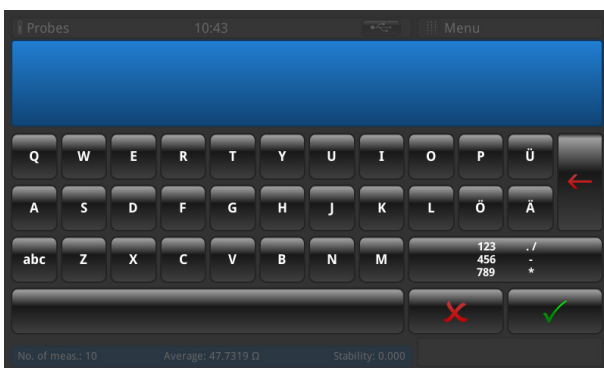 Probes 10:43 Menu
Q W E R T Y U I O P Ü
A S D F G H J K L Ö Ä
abc Z X C V B N M
123 ./
456 -
789 *
No. of meas.: 10 Average: 47.7319 Ω Stability: 0.000